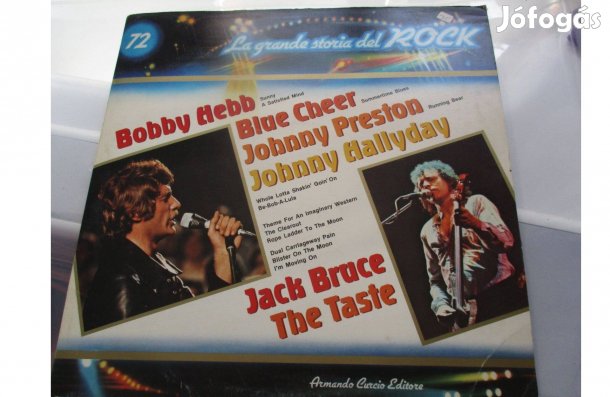 Jófogás
72
La grande storia del ROCK
Bobby Hebb
Sunny
A Satisfied Mind
Blue Cheer
Summertime Blues
Johnny Preston
Running Bear
Johnny Hallyday
Whole Lotta Shakin' Goin' On
Be-Bob-A-Lula
Theme For An Imaginary Western
The Clearout
Rope Ladder To The Moon
Dual Carriageway Pain
Blister On The Moon
I'm Moving On
Jack Bruce
The Taste
Armando Curcio Editore